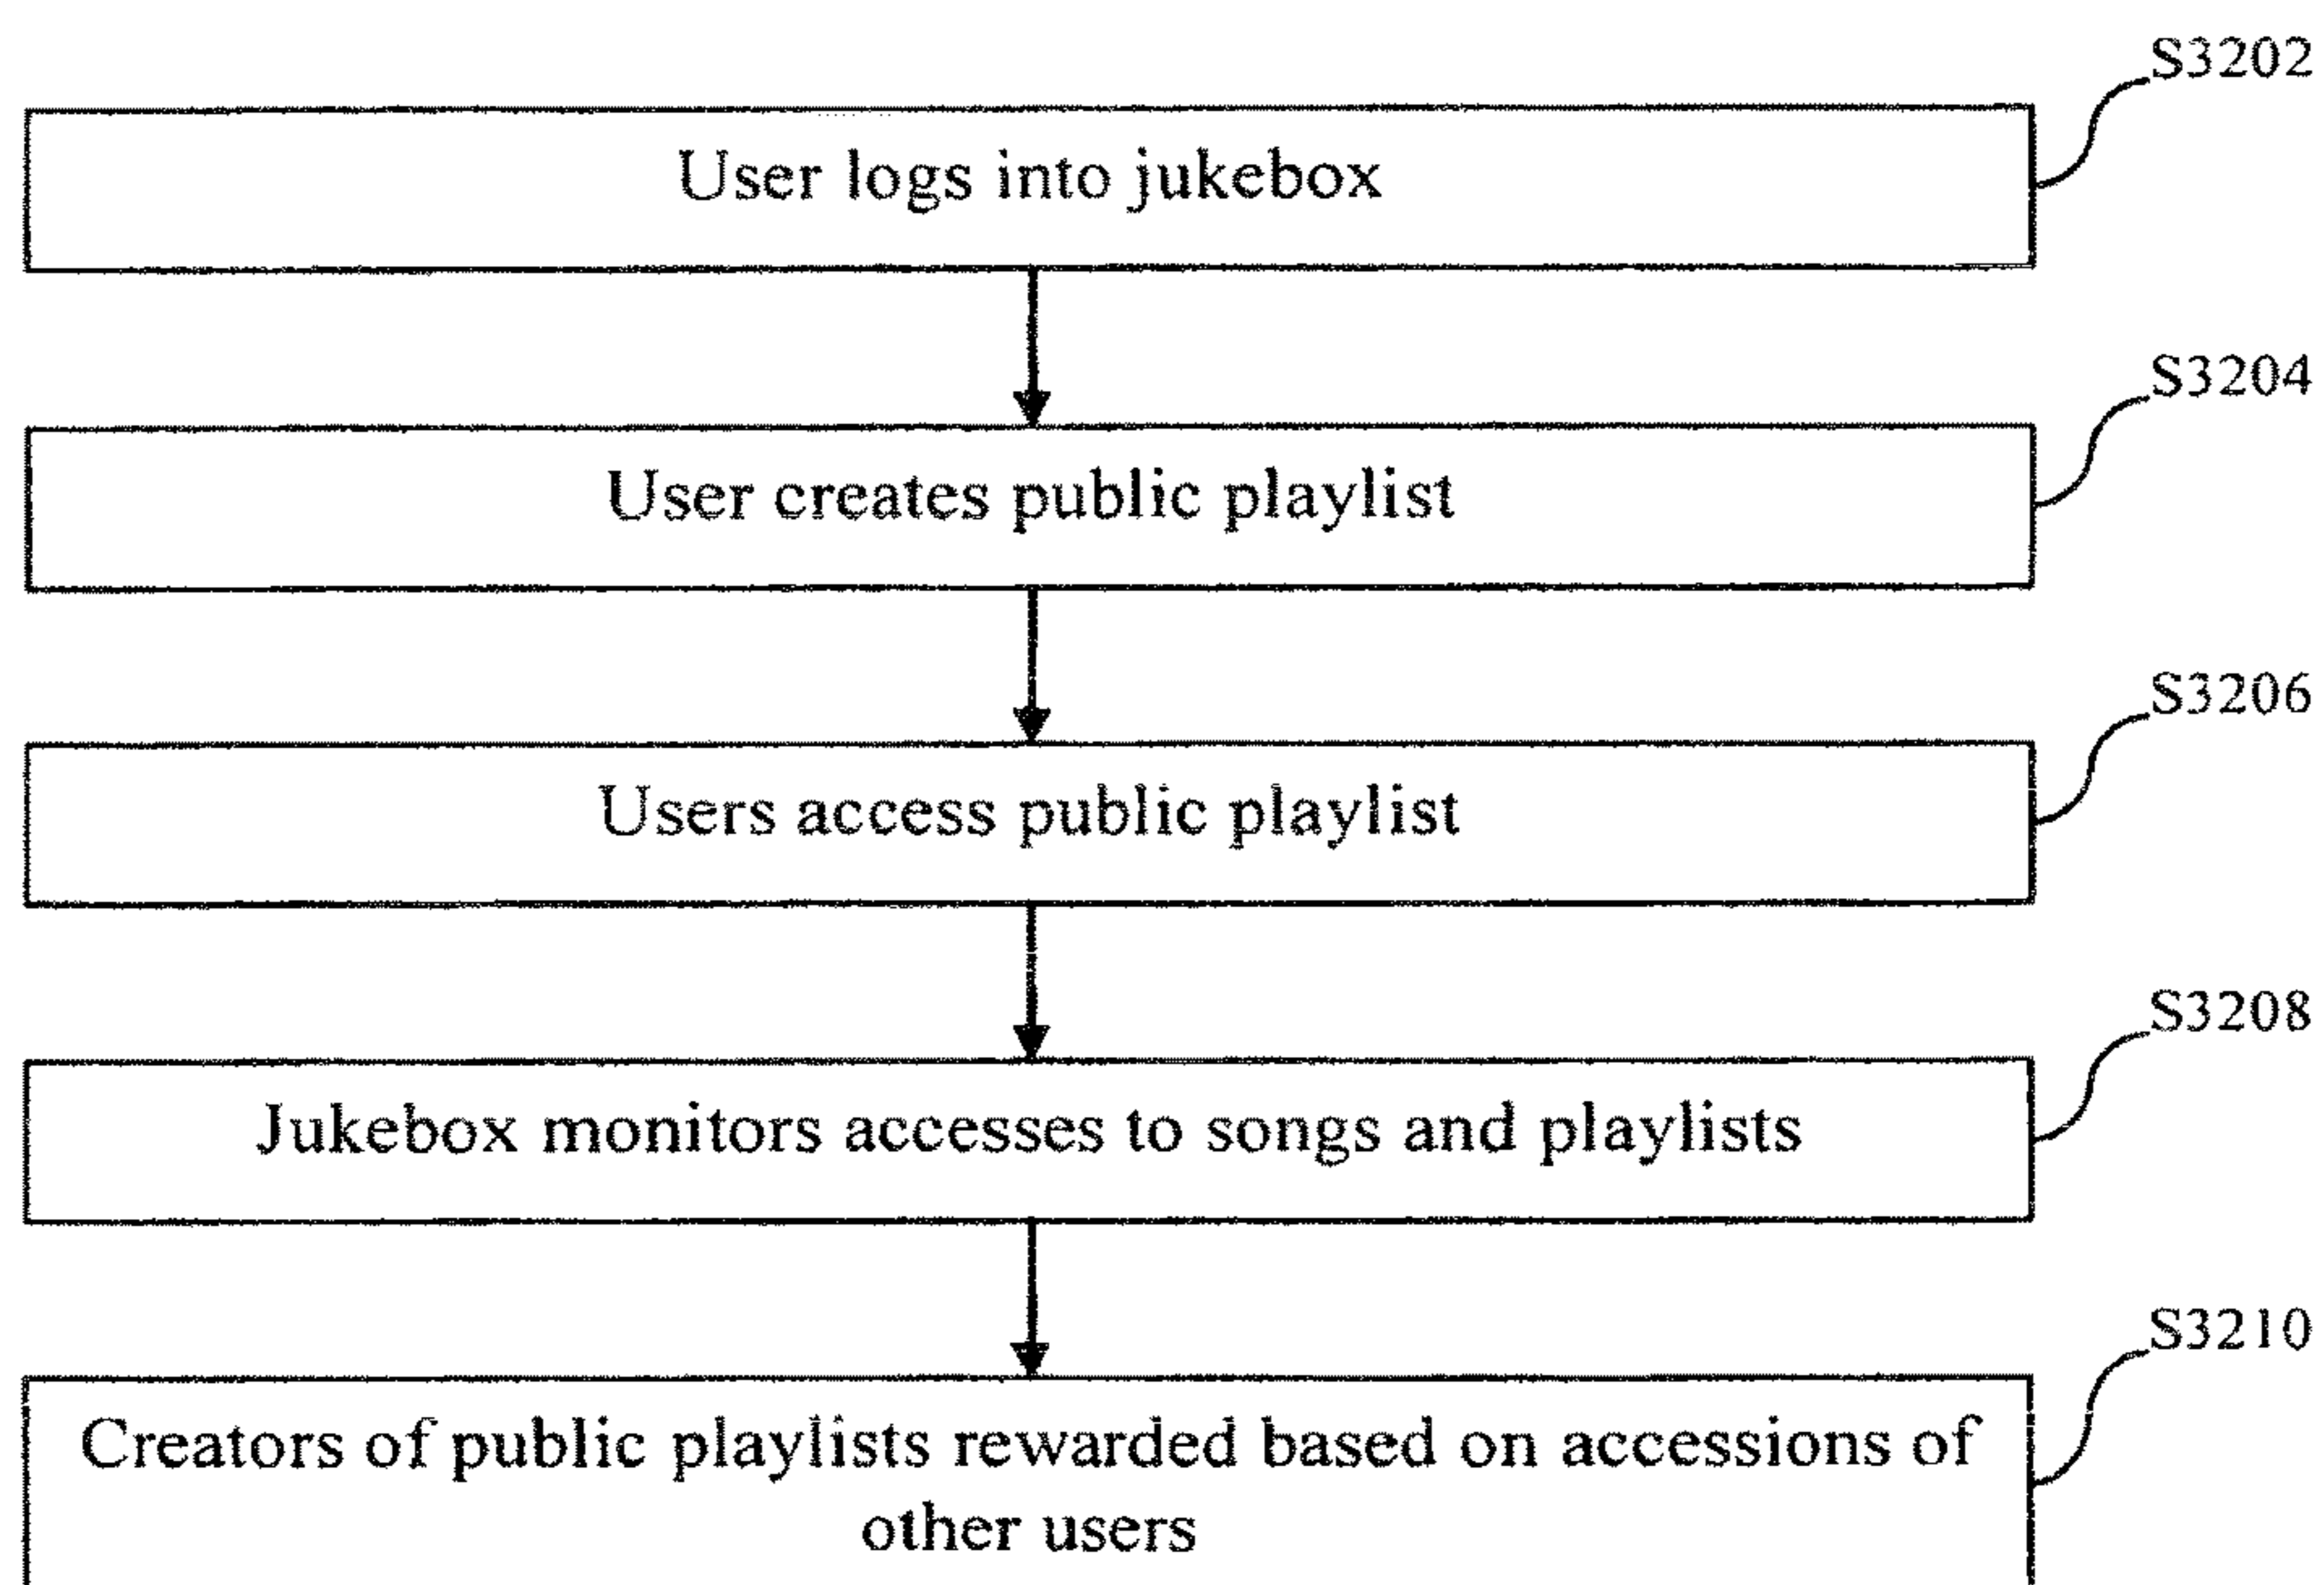 S3202
User logs into jukebox
S3204
User creates public playlist
S3206
Users access public playlist
S3208
Jukebox monitors accesses to songs and playlists
S3210
Creators of public playlists rewarded based on accessions of
other users